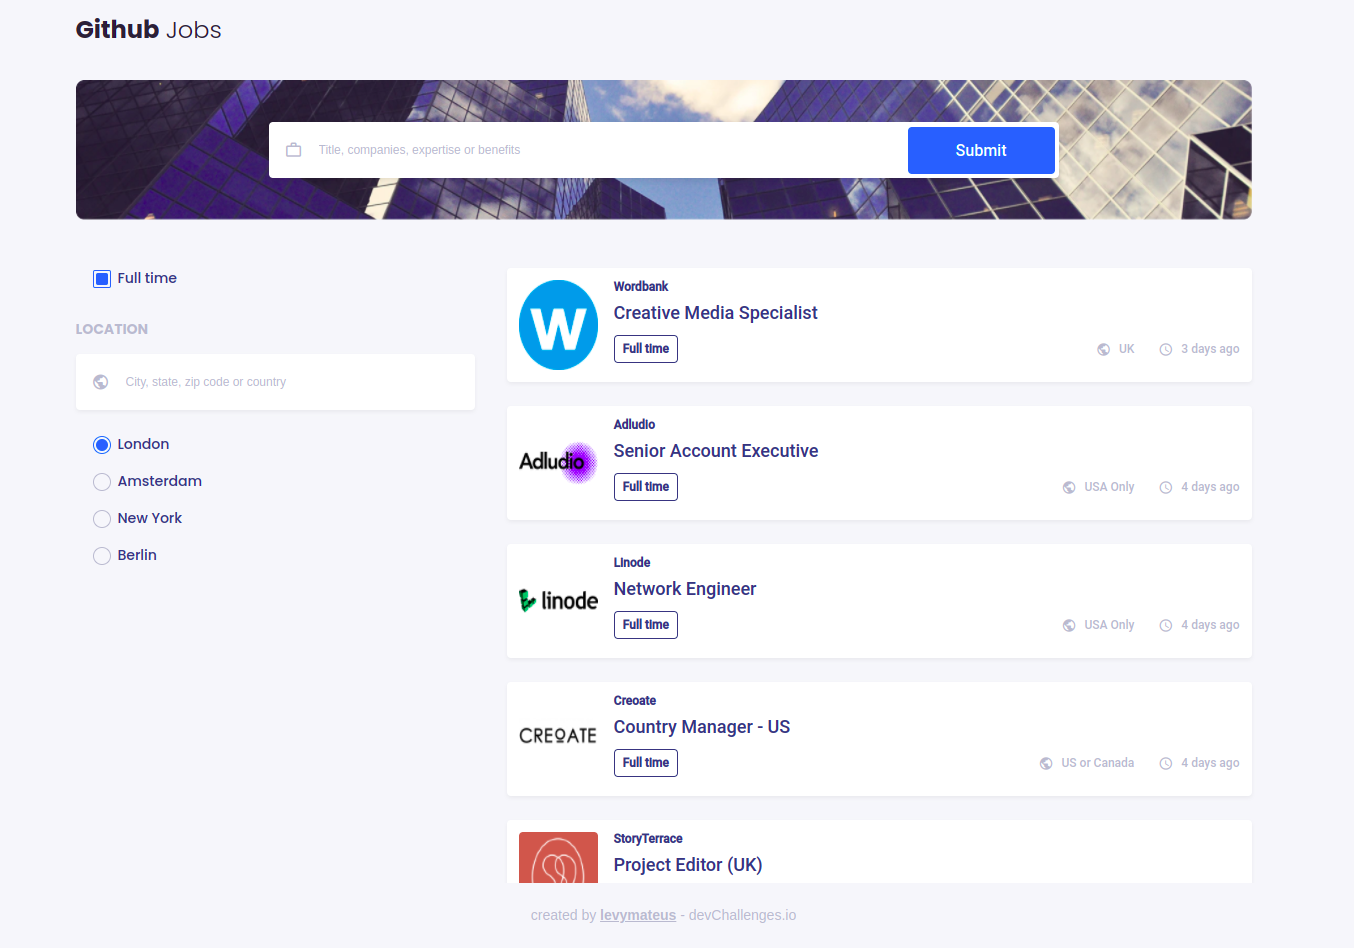 Github Jobs
Title, companies, expertise or benefits
Submit
Full time
LOCATION
City, state, zip code or country
London
Amsterdam
New York
Berlin
W
Wordbank
Creative Media Specialist
Full time
UK
3 days ago
Adludio
Adludio
Senior Account Executive
Full time
USA Only
4 days ago
linode
Linode
Network Engineer
Full time
USA Only
4 days ago
CREOATE
Creoate
Country Manager - US
Full time
US or Canada
4 days ago
StoryTerrace
Project Editor (UK)
created by levymateus - devChallenges.io